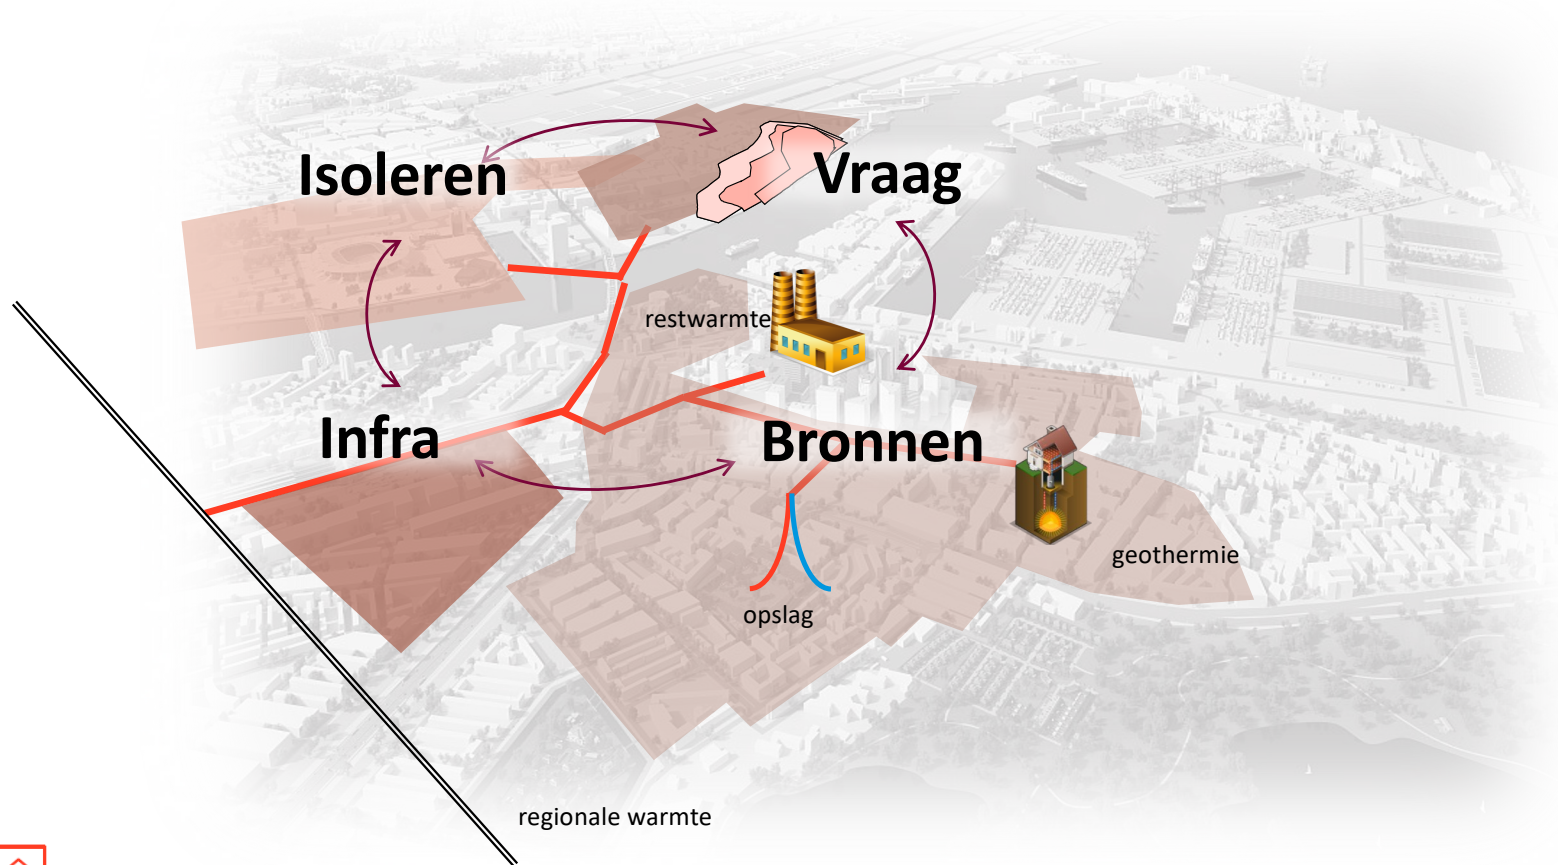 Isoleren
Vraag
restwarmte
Infra
Bronnen
geothermie
opslag
regionale warmte